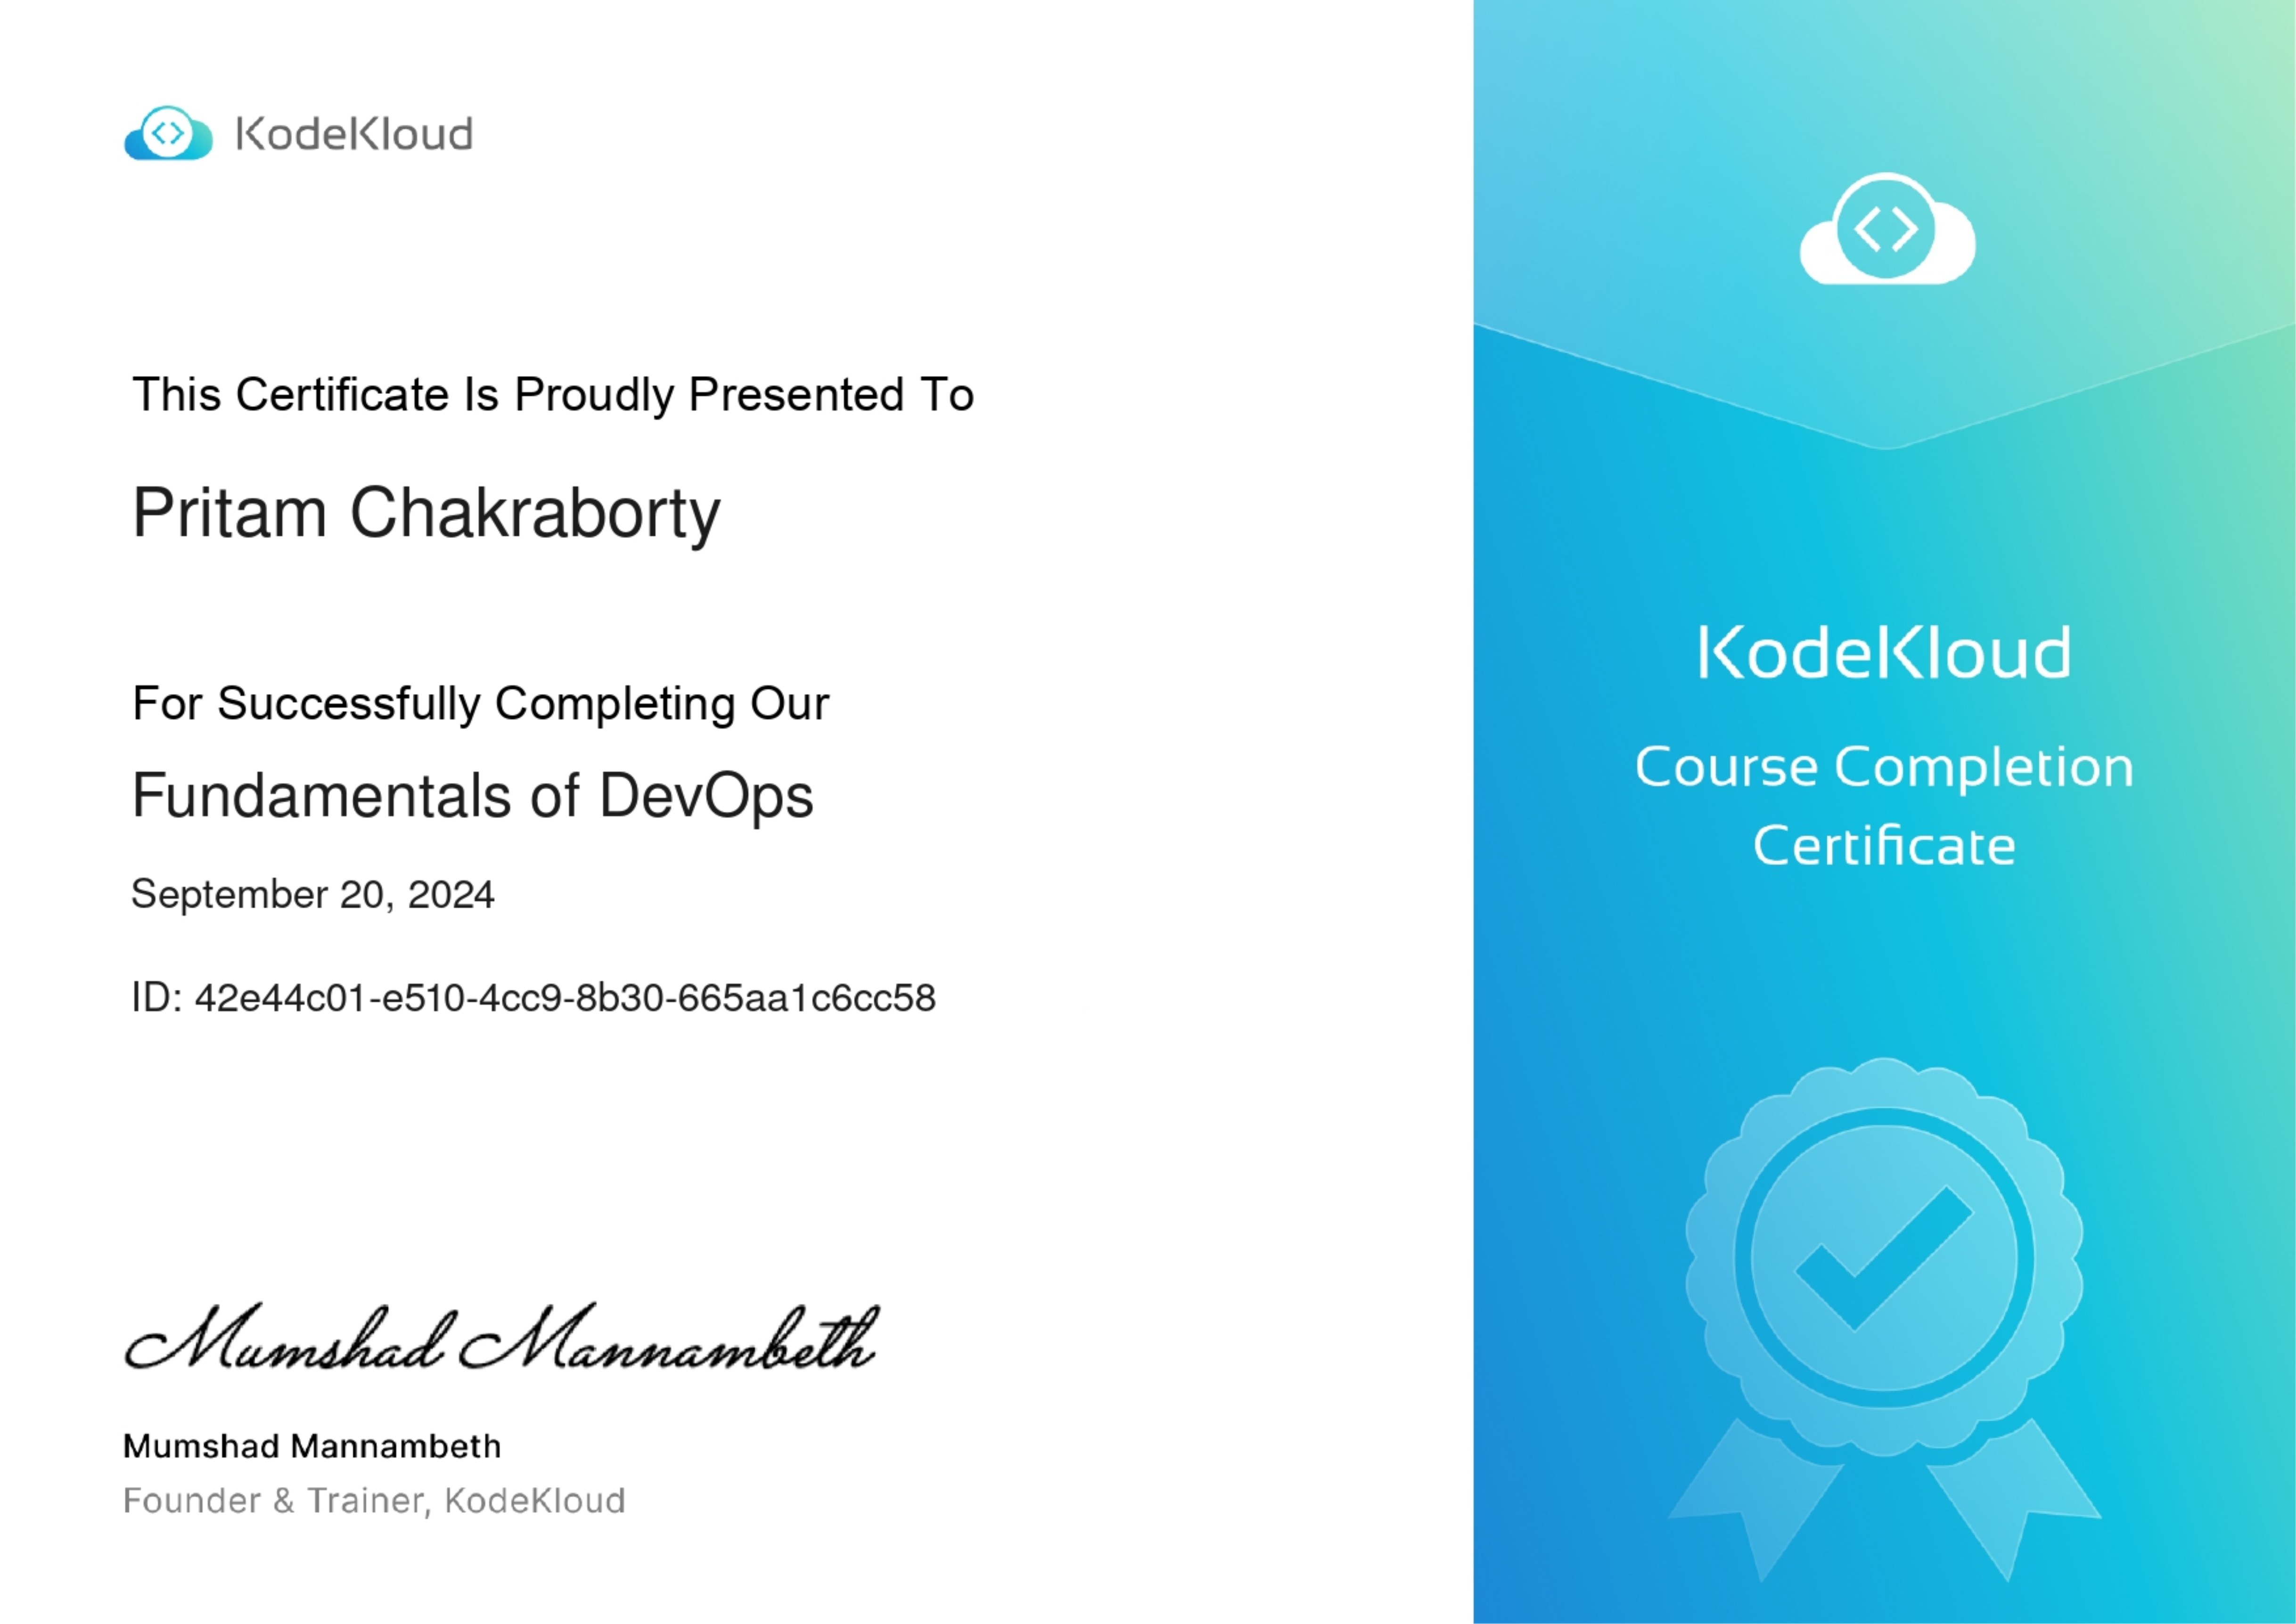 KodeKloud
This Certificate Is Proudly Presented To
Pritam Chakraborty
For Successfully Completing Our
Fundamentals of DevOps
September 20, 2024
ID: 42e44c01-e510-4cc9-8b30-665aa1c6cc58
Mumshad Mannambeth
Mumshad Mannambeth
Founder & Trainer, KodeKloud
KodeKloud
Course Completion
Certificate